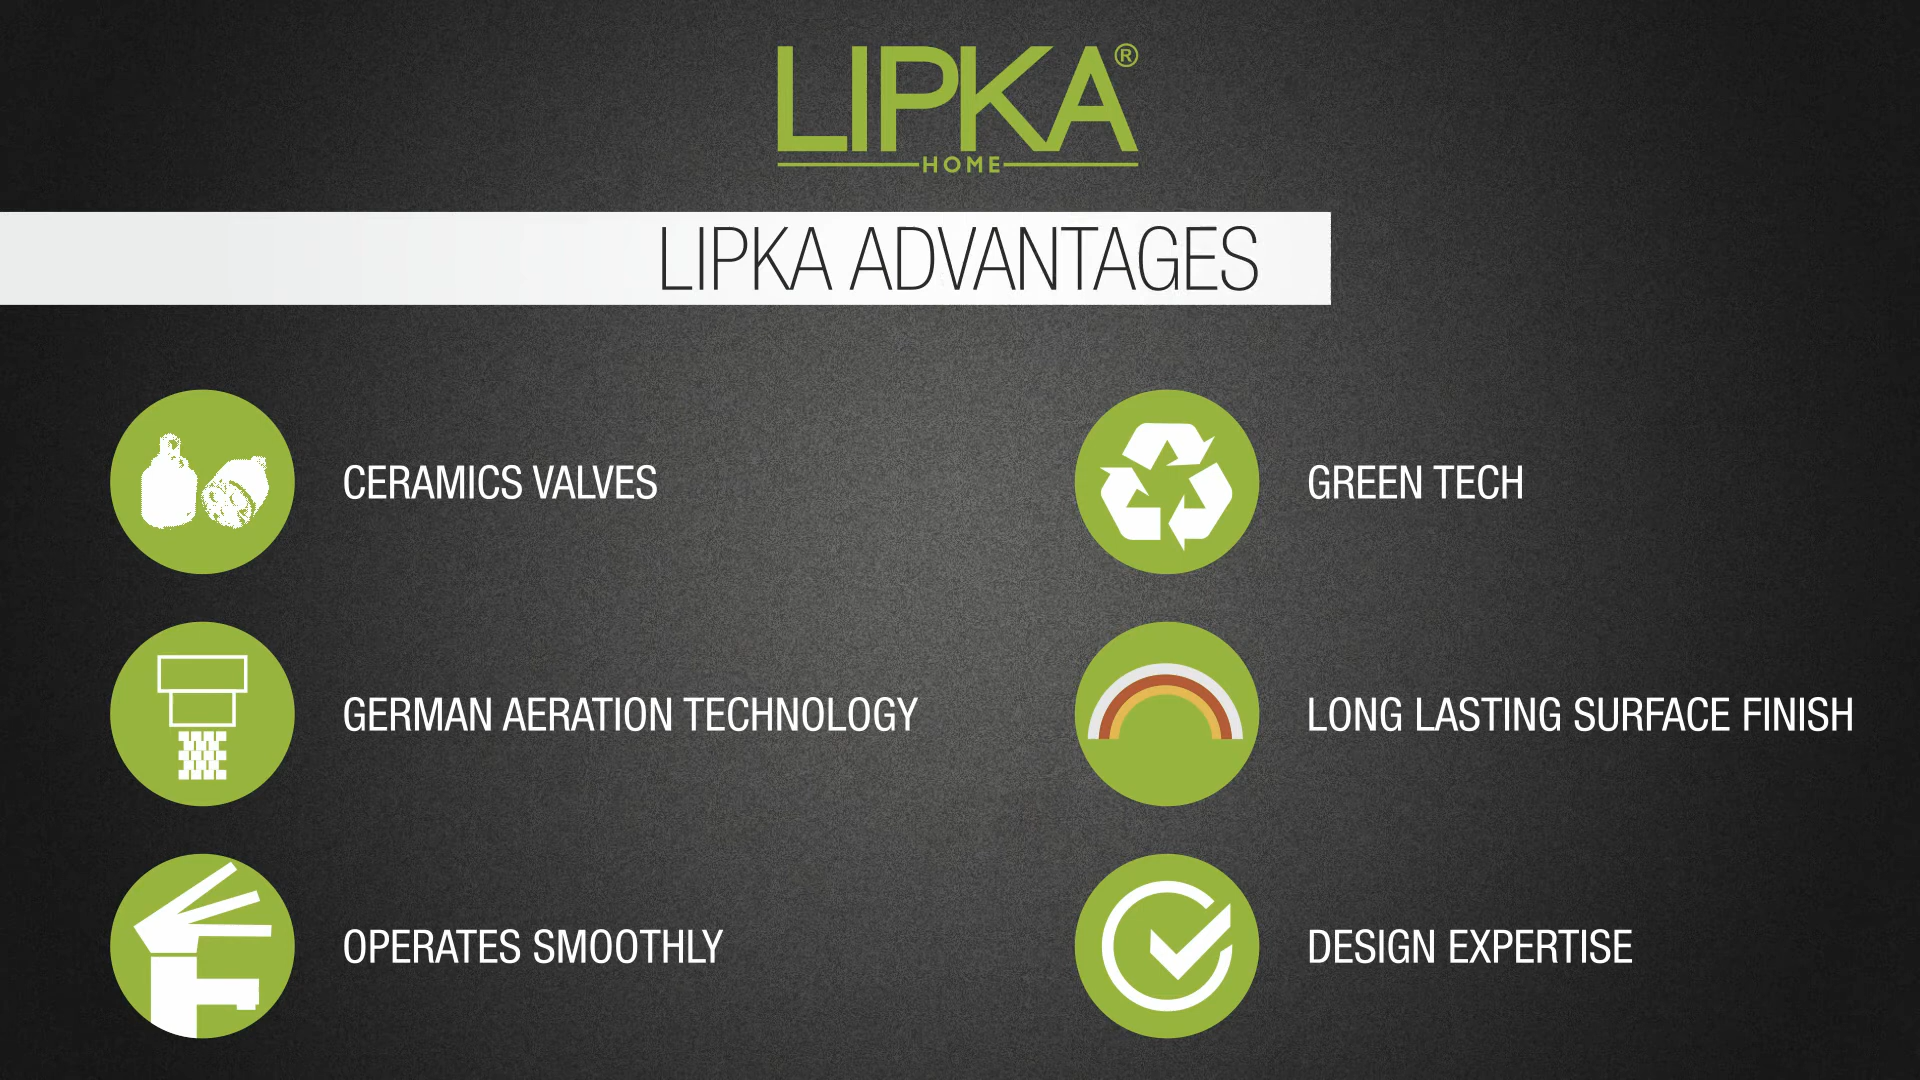 LIPKA®
HOME
LIPKA ADVANTAGES
CERAMICS VALVES
GREEN TECH
GERMAN AERATION TECHNOLOGY
LONG LASTING SURFACE FINISH
OPERATES SMOOTHLY
DESIGN EXPERTISE